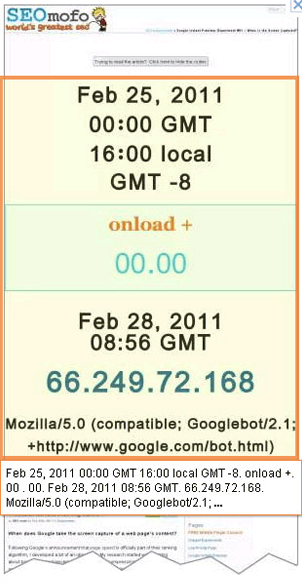 SEOmofo
world's greatest seo
Trying to read the article? Click here to hide the clutter.
Feb 25, 2011
00:00 GMT
16:00 local
GMT -8
onload +
00.00
Feb 28, 2011
08:56 GMT
66.249.72.168
Mozilla/5.0 (compatible; Googlebot/2.1;
+http://www.google.com/bot.html)
Feb 25, 2011 00:00 GMT 16:00 local GMT -8. onload +.
00 . 00. Feb 28, 2011 08:56 GMT. 66.249.72.168.
Mozilla/5.0 (compatible; Googlebot/2.1; ...
When does Google take the screen capture of a web page's content?
Pages